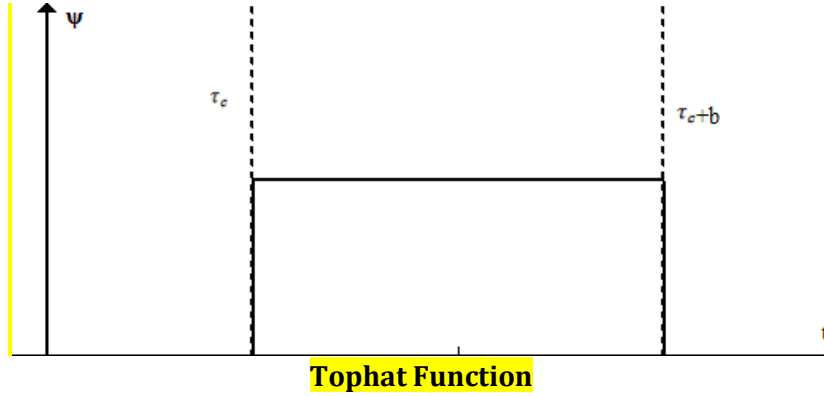 Ψ
τc
τc+b
t
Tophat Function